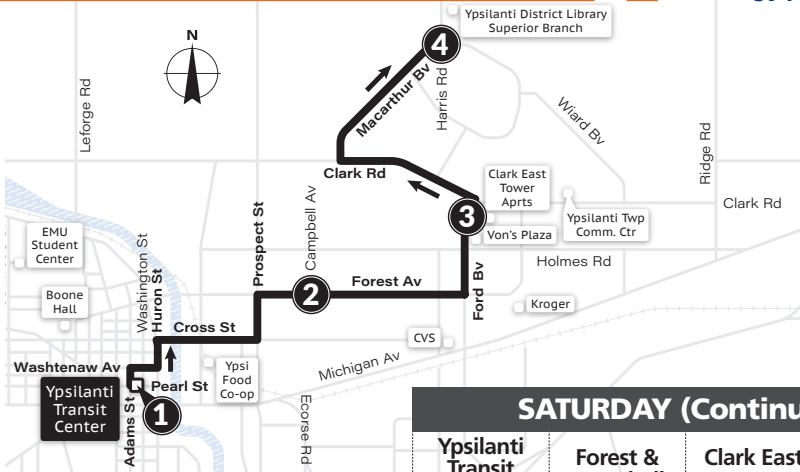 N
Ypsilanti District Library
Superior Branch
4
Macarthur Bv
Harris Rd
Leforge Rd
Wiard Bv
Ridge Rd
Clark Rd
Clark East
Tower
Aprts
3
Von's Plaza
Ypsilanti Twp
Comm. Ctr
Clark Rd
EMU
Student
Center
Washington St
Huron St
Prospect St
Campbell Av
Holmes Rd
Boone
Hall
2
Forest Av
Ford Bv
Kroger
Cross St
CVS
Washtenaw Av
Michigan Av
Pearl St
Ypsi
Food
Co-op
Ypsilanti
Transit
Center
Adams St
1
Ecorse Rd
SATURDAY (Continu
Ypsilanti
Transit
Forest &
Clark East